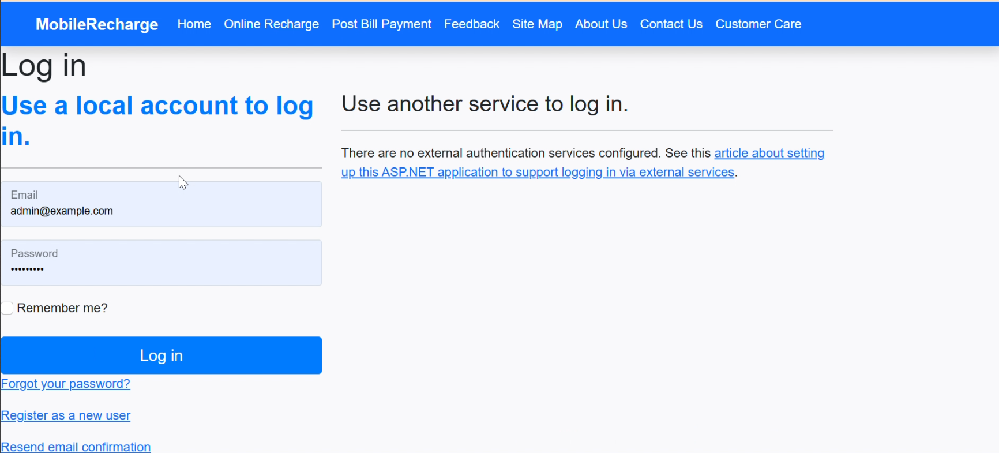 MobileRecharge Home Online Recharge Post Bill Payment Feedback Site Map About Us Contact Us Customer Care
Log in
Use a local account to log
in.
Email
admin@example.com
Password
•••••••••
Remember me?
Log in
Forgot your password?
Register as a new user
Resend email confirmation
Use another service to log in.
There are no external authentication services configured. See this article about setting
up this ASP.NET application to support logging in via external services.